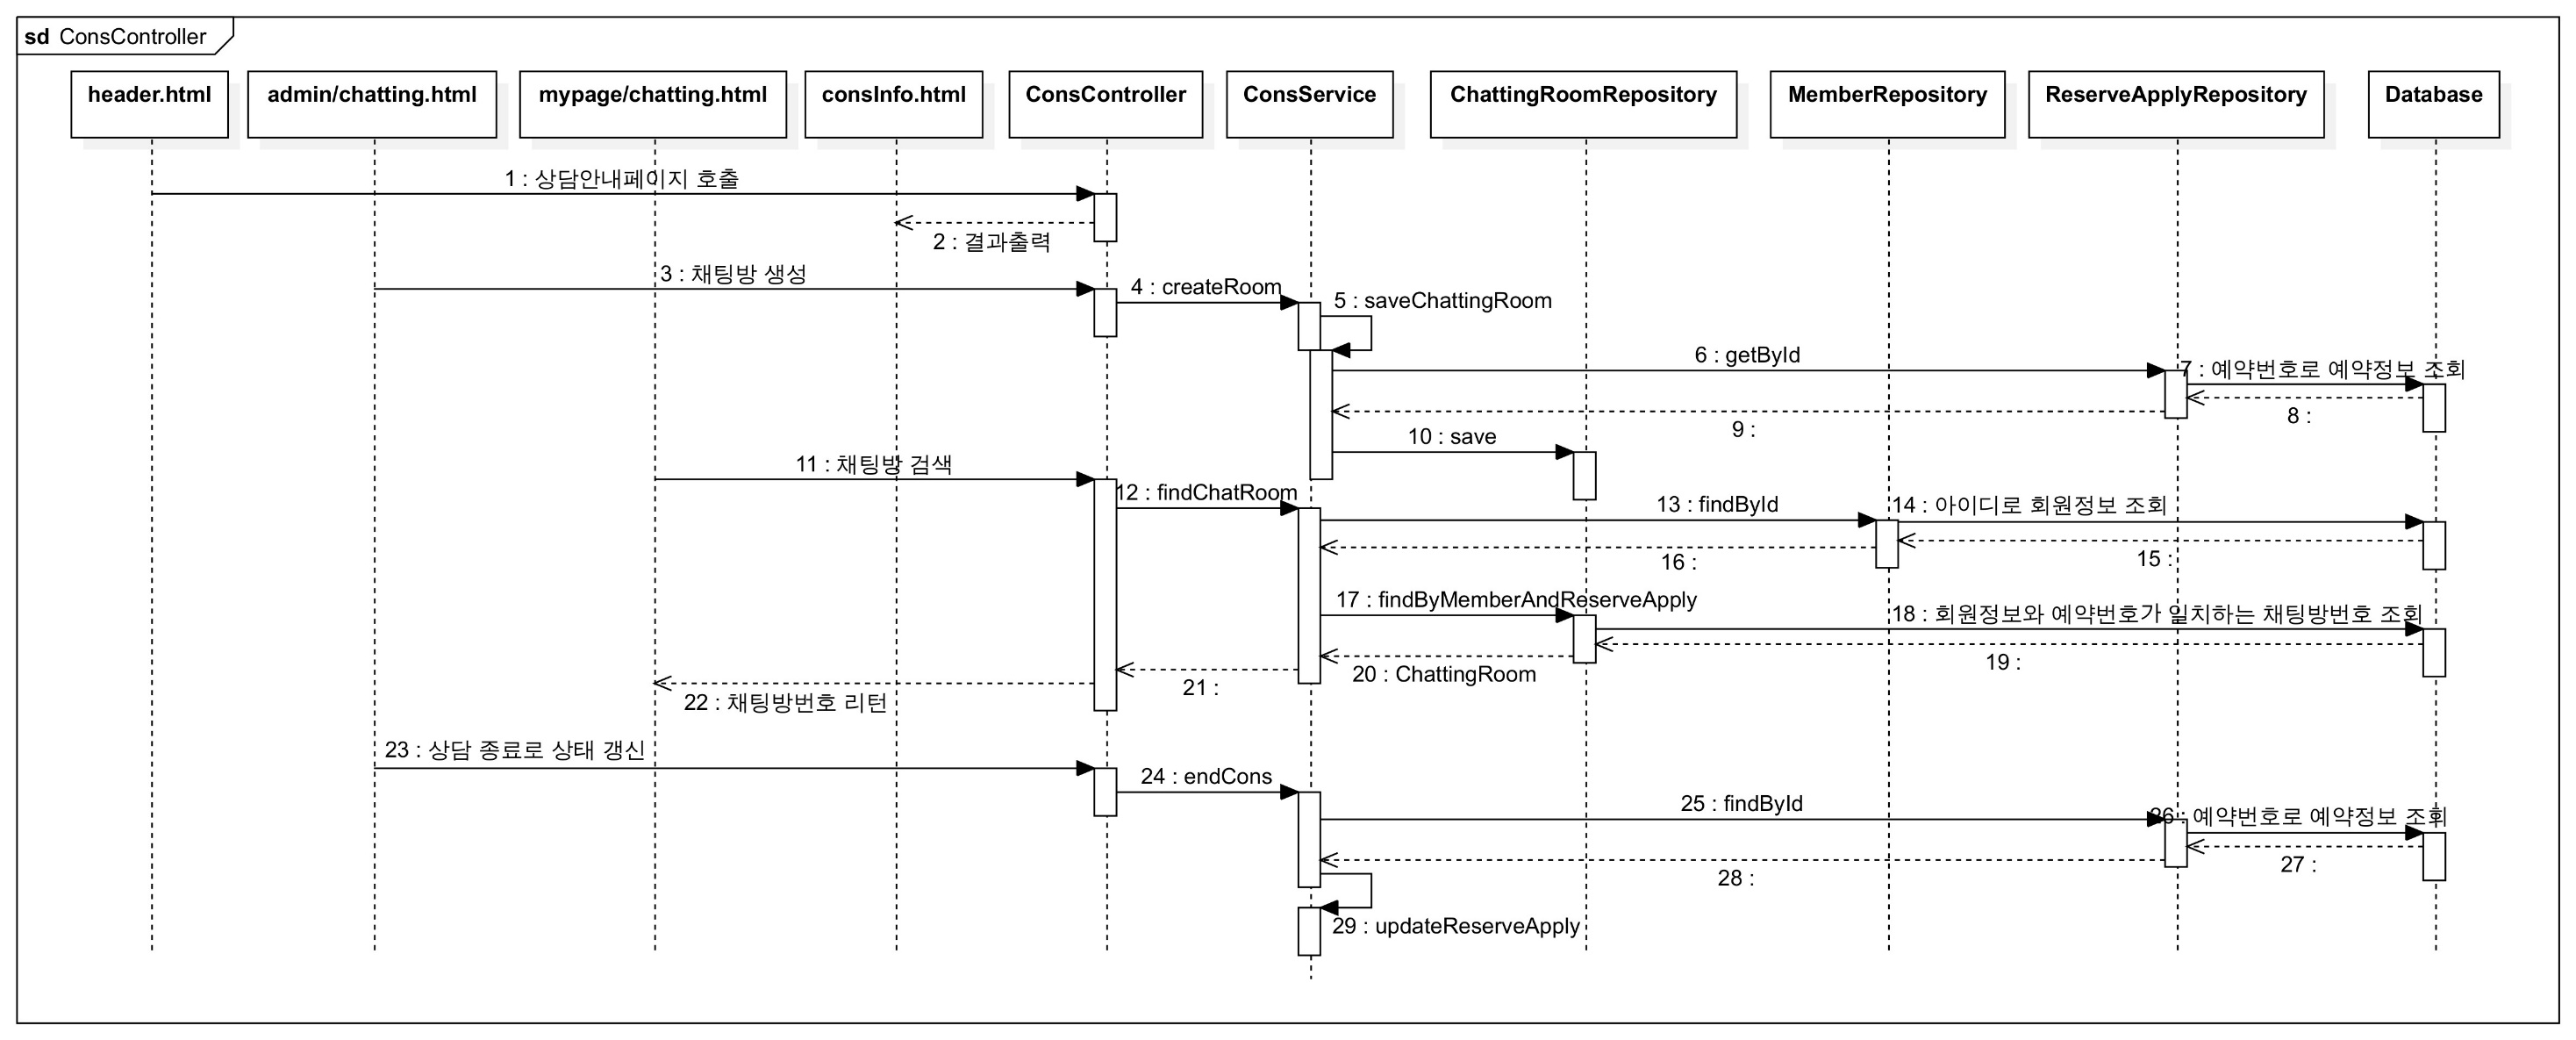 sd ConsController
header.html
admin/chatting.html
mypage/chatting.html
consInfo.html
ConsController
ConsService
ChattingRoomRepository
MemberRepository
ReserveApplyRepository
Database
1 : 상담안내페이지 호출
2 : 결과출력
3 : 채팅방 생성
4 : createRoom
5 : saveChattingRoom
6 : getById
7 : 예약번호로 예약정보 조회
8 :
9 :
10 : save
11 : 채팅방 검색
12 : findChatRoom
13 : findById
14 : 아이디로 회원정보 조회
15 :
16 :
17 : findByMemberAndReserveApply
18 : 회원정보와 예약번호가 일치하는 채팅방번호 조회
19 :
20 : ChattingRoom
21 :
22 : 채팅방번호 리턴
23 : 상담 종료로 상태 갱신
24 : endCons
25 : findById
26 : 예약번호로 예약정보 조회
27 :
28 :
29 : updateReserveApply